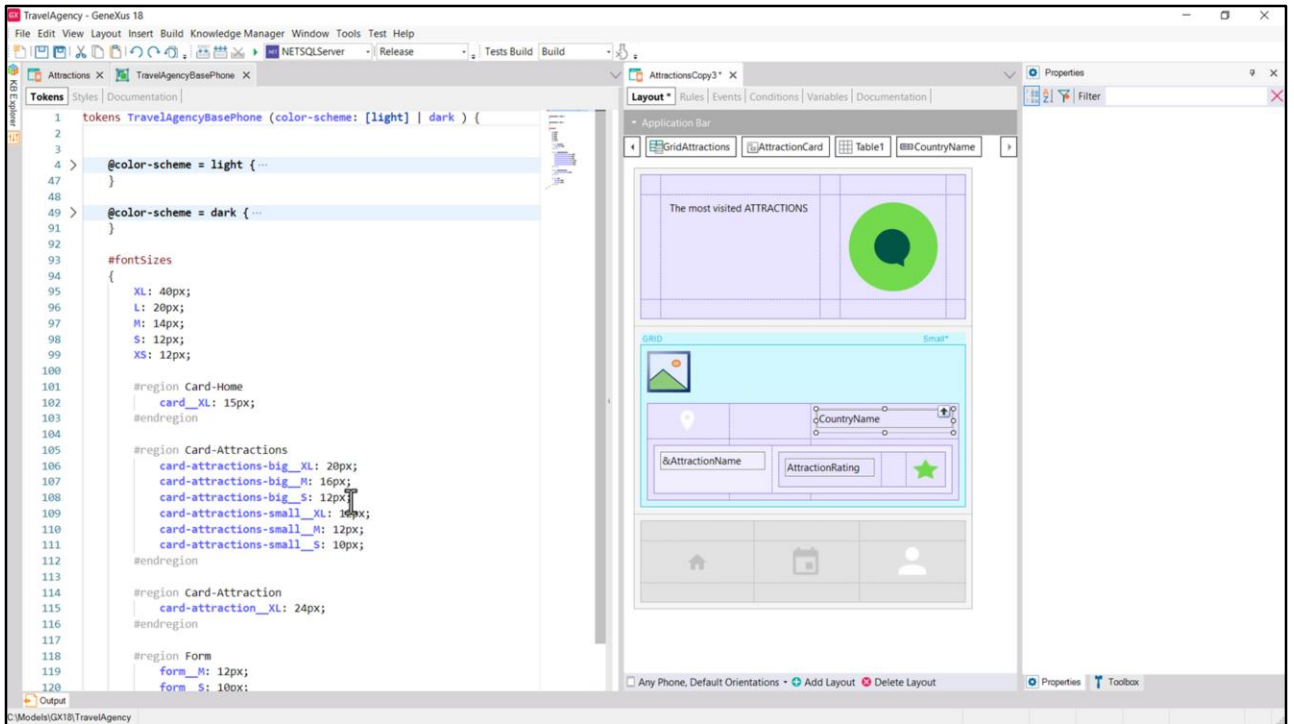 TravelAgency - GeneXus 18
File Edit View Layout Insert Build Knowledge Manager Window Tools Test Help
NETSQLServer Release Tests Build Build
KB Explorer
Attractions TravelAgencyBasePhone
Tokens Styles Documentation
1 tokens TravelAgencyBasePhone (color-scheme: [light] | dark ) {
2
3
4 @color-scheme = light { ...
47 }
48
49 @color-scheme = dark { ...
91 }
92
93 #fontSizes
94 {
95 XL: 40px;
96 L: 20px;
97 M: 14px;
98 S: 12px;
99 XS: 12px;
100
101 #region Card-Home
102 card__XL: 15px;
103 #endregion
104
105 #region Card-Attractions
106 card-attractions-big__XL: 20px;
107 card-attractions-big__M: 16px;
108 card-attractions-big__S: 12px;
109 card-attractions-small__XL:
110 card-attractions-small__M: 12px;
111 card-attractions-small__S: 10px;
112 #endregion
113
114 #region Card-Attraction
115 card-attraction__XL: 24px;
116 #endregion
117
118 #region Form
119 form__M: 12px;
120 form__S: 10px;
AttractionsCopy3*
Layout * Rules Events Conditions Variables Documentation
Application Bar
GridAttractions AttractionCard Table1 CountryName
The most visited ATTRACTIONS
GRID Small*
CountryName
&AttractionName
AttractionRating
Any Phone, Default Orientations Add Layout Delete Layout
Properties
Filter
Properties Toolbox
Output
C:\Models\GX18\TravelAgency